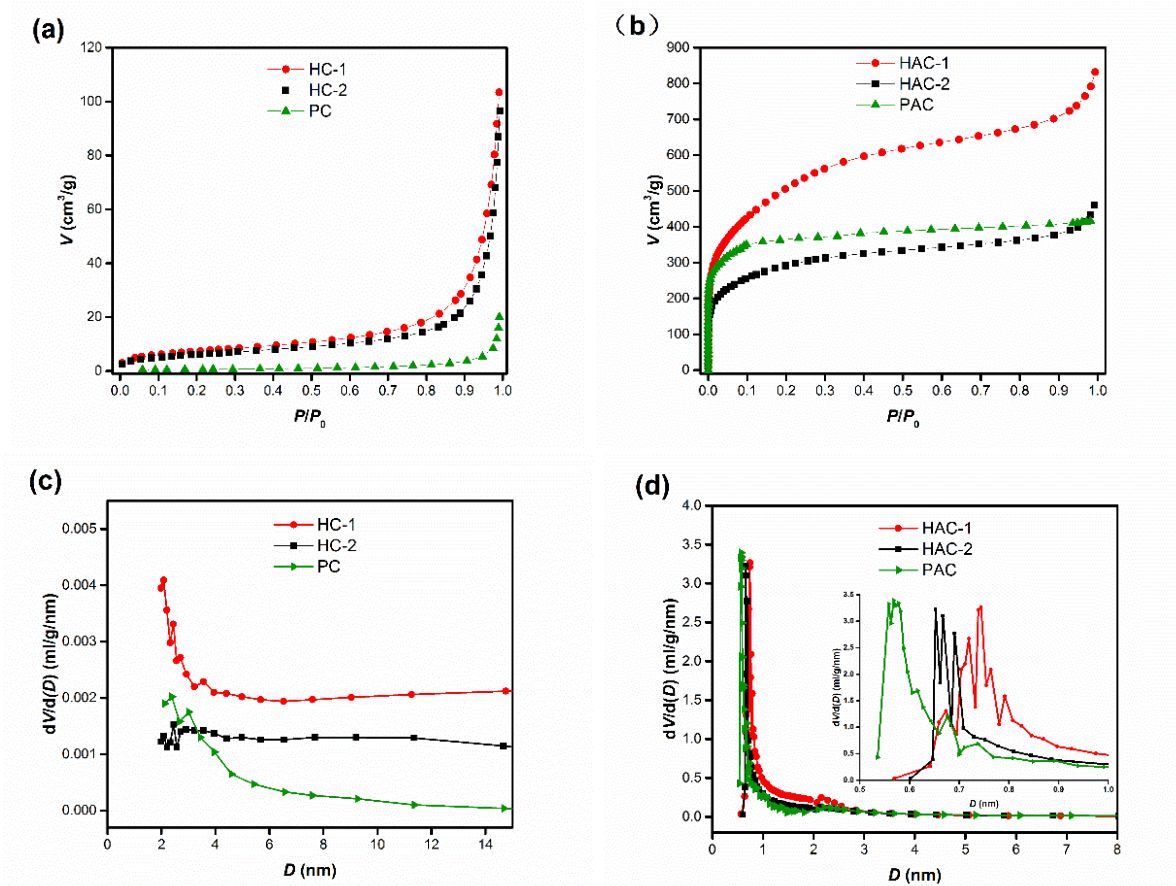 (a)
120
100
80
60
40
20
0
V (cm³/g)
HC-1
HC-2
PC
0.0 0.1 0.2 0.3 0.4 0.5 0.6 0.7 0.8 0.9 1.0
P/P₀
（b）
900
800
700
600
500
400
300
200
100
0
V (cm³/g)
HAC-1
HAC-2
PAC
0.0 0.1 0.2 0.3 0.4 0.5 0.6 0.7 0.8 0.9 1.0
P/P₀
(c)
0.005
0.004
0.003
0.002
0.001
0.000
dV/d(D) (ml/g/nm)
HC-1
HC-2
PC
0 2 4 6 8 10 12 14
D (nm)
(d)
4.0
3.5
3.0
2.5
2.0
1.5
1.0
0.5
0.0
dV/d(D) (ml/g/nm)
HAC-1
HAC-2
PAC
3.5
3.0
2.5
2.0
1.5
1.0
0.5
0.0
dV/d(D) (ml/g/nm)
0.5 0.6 0.7 0.8 0.9 1.0
D (nm)
0 1 2 3 4 5 6 7 8
D (nm)